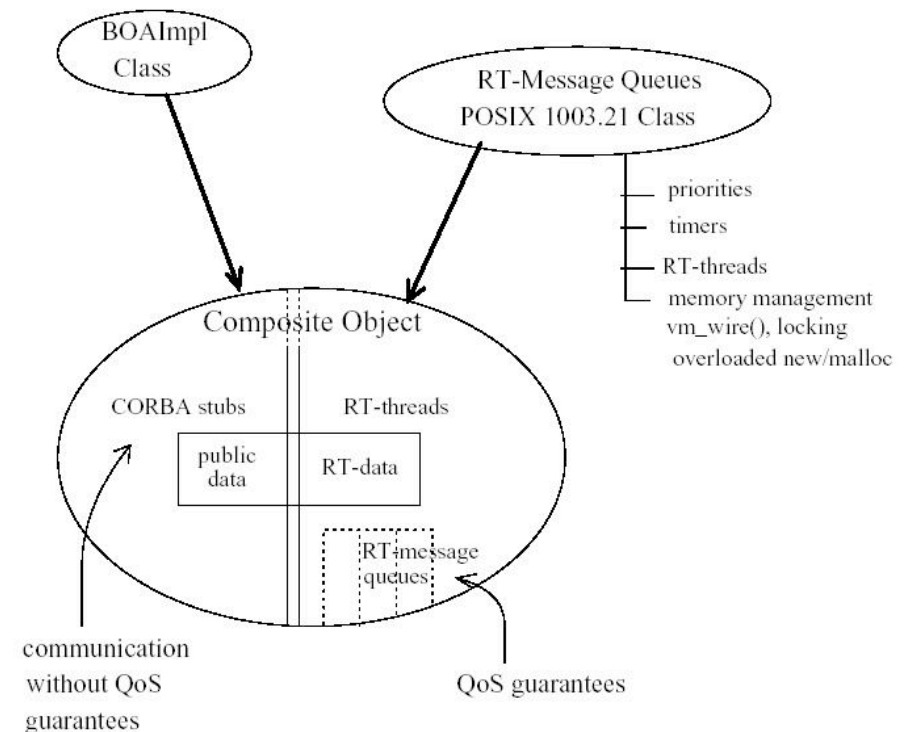 BOAImpl
Class
RT-Message Queues
POSIX 1003.21 Class
priorities
timers
RT-threads
memory management
vm_wire(), locking
overloaded new/malloc
Composite Object
CORBA stubs
RT-threads
public
data
RT-data
RT-message
queues
communication
without QoS
guarantees
QoS guarantees